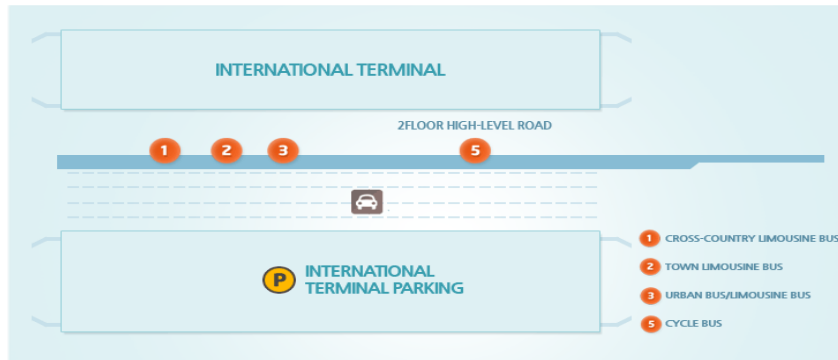 INTERNATIONAL TERMINAL
2FLOOR HIGH-LEVEL ROAD
1 2 3 5
P INTERNATIONAL
TERMINAL PARKING
1 CROSS-COUNTRY LIMOUSINE BUS
2 TOWN LIMOUSINE BUS
3 URBAN BUS/LIMOUSINE BUS
5 CYCLE BUS